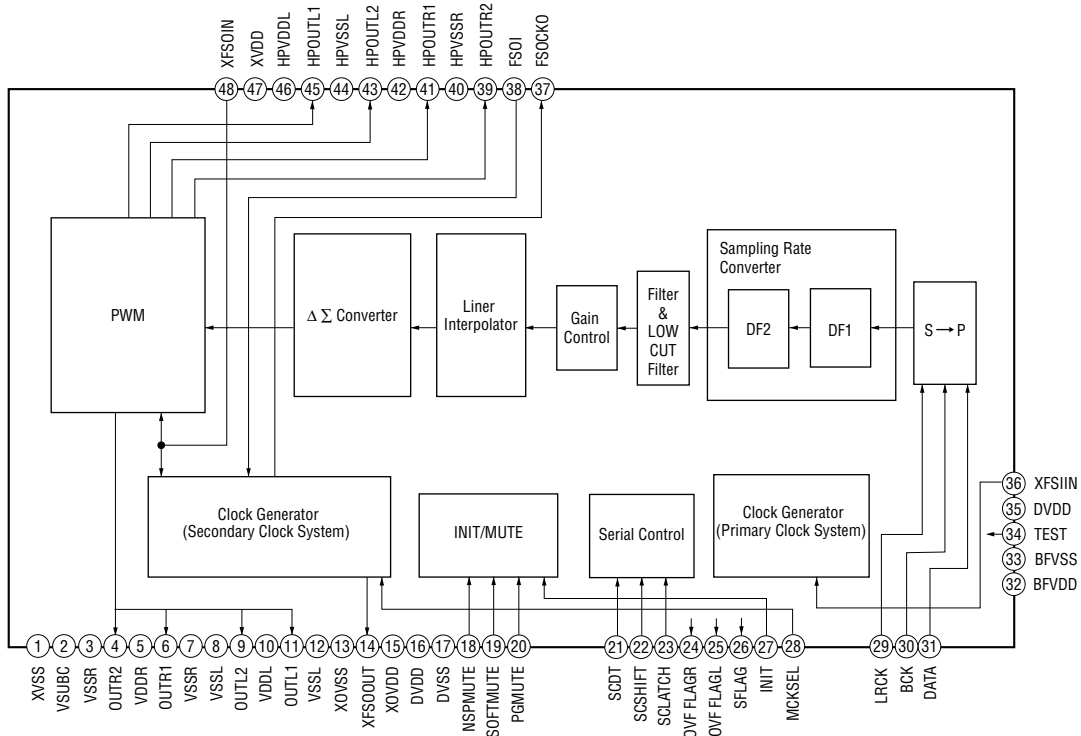 XFSOIN
XVDD
HPVDDL
HPOUTL1
HPVSSL
HPOUTL2
HPVDDR
HPOUTR1
HPVSSR
HPOUTR2
FSOI
FSOCKO
48 47 46 45 44 43 42 41 40 39 38 37
PWM
Δ Σ Converter
Liner
Interpolator
Gain
Control
Filter
&
LOW
CUT
Filter
Sampling Rate
Converter
DF2
DF1
S → P
Clock Generator
(Secondary Clock System)
INIT/MUTE
Serial Control
Clock Generator
(Primary Clock System)
36 XFSIIN
35 DVDD
34 TEST
33 BFVSS
32 BFVDD
1 2 3 4 5 6 7 8 9 10 11 12 13 14 15 16 17 18 19 20 21 22 23 24 25 26 27 28 29 30 31
XVSS
VSUBC
VSSR
OUTR2
VDDR
OUTR1
VSSR
VSSL
OUTL2
VDDL
OUTL1
VSSL
XOVSS
XFSOOUT
XOVDD
DVDD
DVSS
NSPMUTE
SOFTMUTE
PGMUTE
SCDT
SCSHIFT
SCLATCH
OVF FLAGR
OVF FLAGL
SFLAG
INIT
MCKSEL
LRCK
BCK
DATA